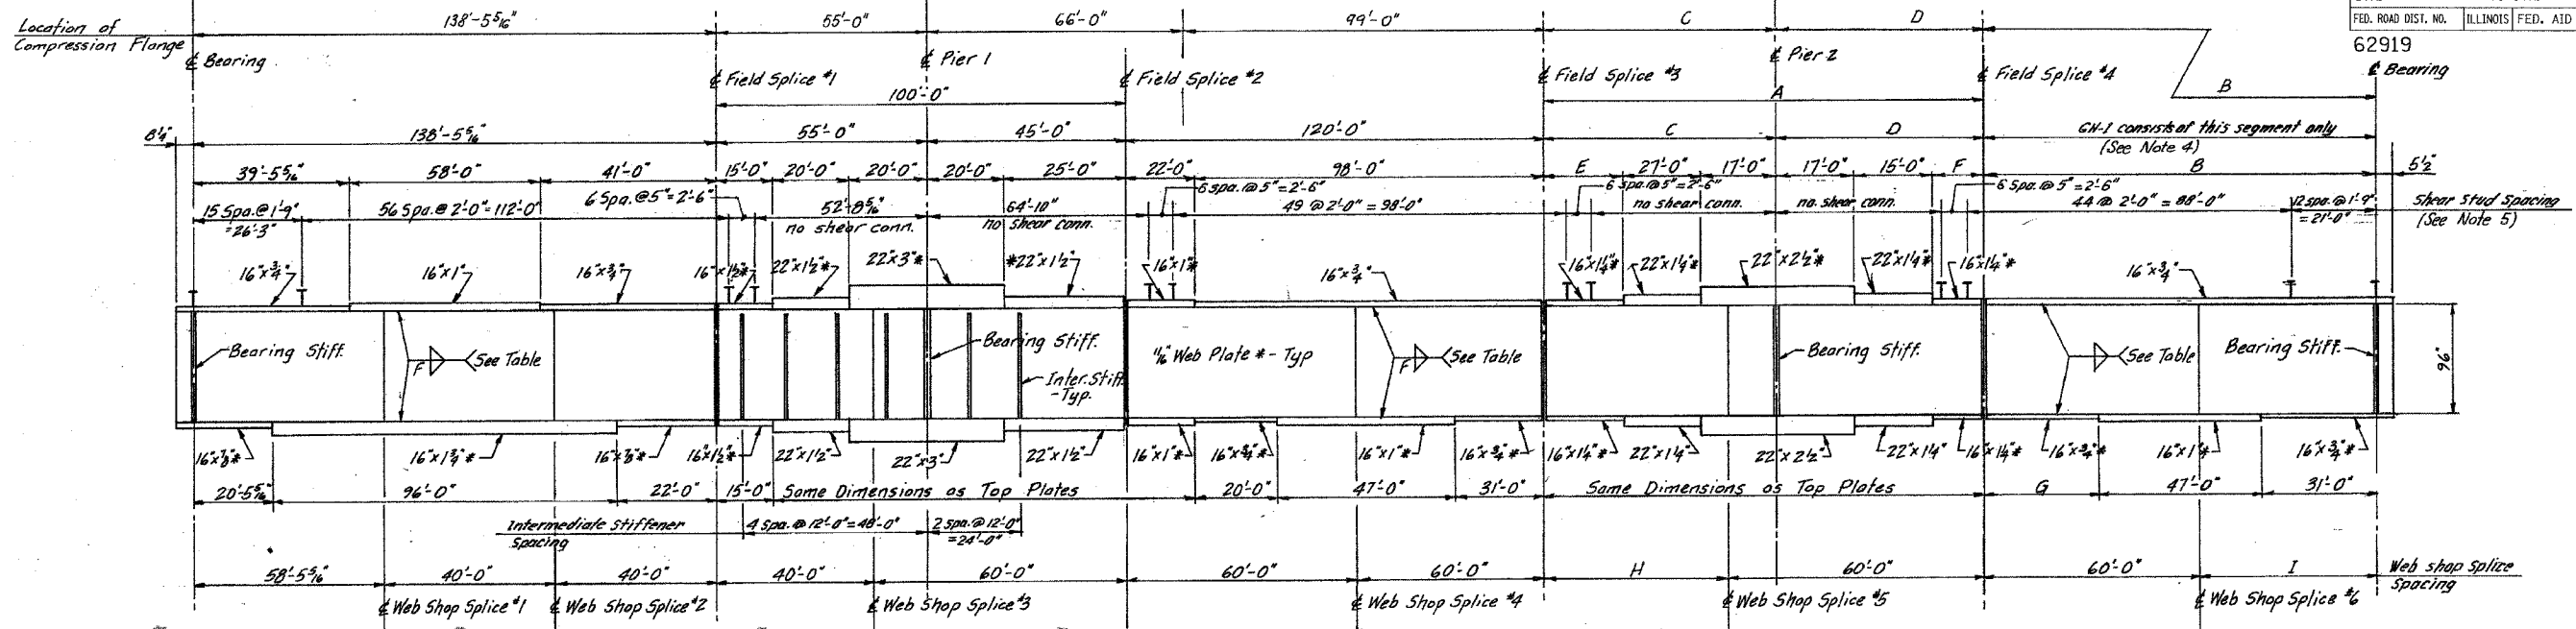 FED. ROAD DIST. NO. ILLINOIS FED. AID
62919
Location of
Compression Flange
138'-5 5/16"
55'-0"
66'-0"
99'-0"
C
D
℄ Bearing
℄ Field Splice #1
℄ Pier 1
℄ Field Splice #2
℄ Field Splice #3
℄ Pier 2
℄ Field Splice #4
℄ Bearing
100'-0"
A
B
8¼"
138'-5 5/16"
55'-0"
45'-0"
120'-0"
C
D
GN-1 consists of this segment only
(See Note 4)
39'-5 5/16"
58'-0"
41'-0"
15'-0"
20'-0"
20'-0"
20'-0"
25'-0"
22'-0"
98'-0"
E
27'-0"
17'-0"
17'-0"
15'-0"
F
B
5½"
15 Spa.@ 1'-9"
=26'-3"
56 Spa.@ 2'-0"=112'-0"
6 Spa.@5"=2'-6"
52'-8 5/16"
no shear conn.
64'-10"
no shear conn.
6 spa.@ 5"=2'-6"
49 @ 2'-0" = 98'-0"
6 spa.@ 5"=2'-6"
no shear conn.
no shear conn.
6 Spa.@ 5"=2'-6"
44 @ 2'-0" = 88'-0"
12 spa.@ 1'-9"
= 21'-0"
Shear Stud Spacing
(See Note 5)
16"x¾"
16"x1"
16"x¾"
16"x1½"*
22"x1½"*
22"x3"*
*22"x1½"
16"x1"*
16"x¾"
16"x1¼"*
22"x1¼"*
22"x2½"*
22"x1¼"*
16"x1¼"*
16"x¾"
Bearing Stiff.
F
See Table
Bearing Stiff.
Inter. Stiff.
-Typ.
11/16" Web Plate * - Typ
F
See Table
Bearing Stiff.
See Table
Bearing Stiff.
96"
16"x⅞"*
16"x1¾"*
16"x⅞"*
16"x1½"*
22"x1½"
22"x3"
22"x1½"
16"x1"*
16"x¾"*
16"x1"*
16"x¾"*
16"x1¼"*
22"x1¼"
22"x2½"
22"x1¼"
16"x1¼"*
16"x¾"*
16"x1"*
16"x¾"*
20'-5 5/16"
96'-0"
22'-0"
15'-0"
Same Dimensions as Top Plates
20'-0"
47'-0"
31'-0"
Same Dimensions as Top Plates
G
47'-0"
31'-0"
Intermediate Stiffener
Spacing
4 Spa.@ 12'-0"=48'-0"
2 spa.@ 12'-0"
=24'-0"
58'-5 5/16"
40'-0"
40'-0"
40'-0"
60'-0"
60'-0"
60'-0"
H
60'-0"
60'-0"
I
Web shop Splice
Spacing
℄ Web Shop Splice #1
℄ Web Shop Splice #2
℄ Web Shop Splice #3
℄ Web Shop Splice #4
℄ Web Shop Splice #5
℄ Web Shop Splice #6